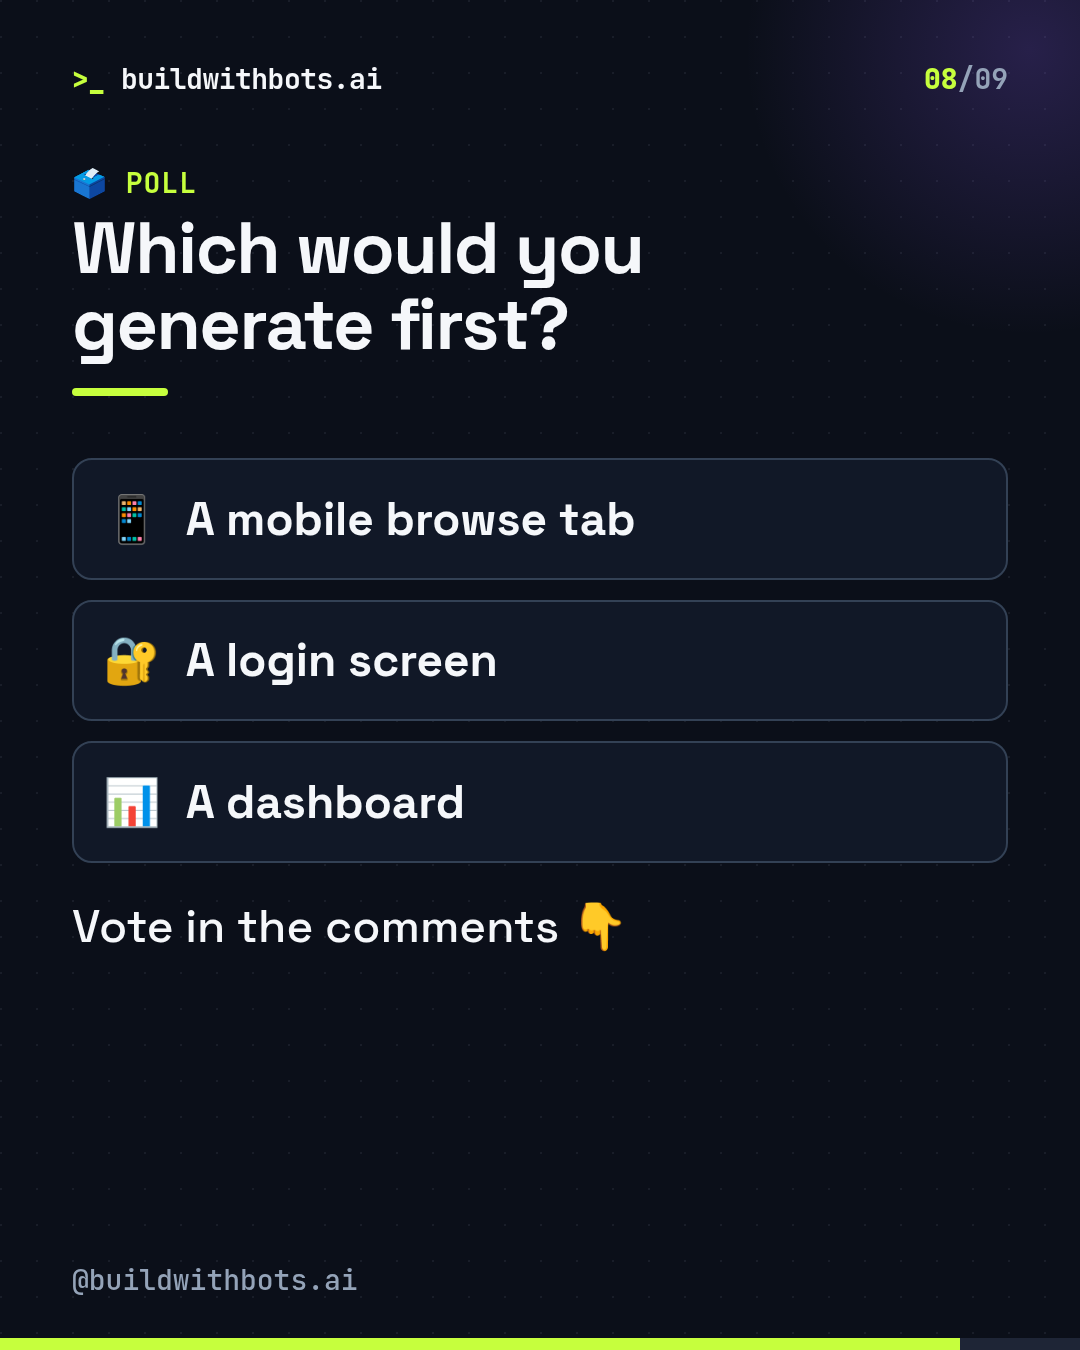 >_ buildwithbots.ai
08/09
POLL
Which would you
generate first?
A mobile browse tab
A login screen
A dashboard
Vote in the comments 👇
@buildwithbots.ai